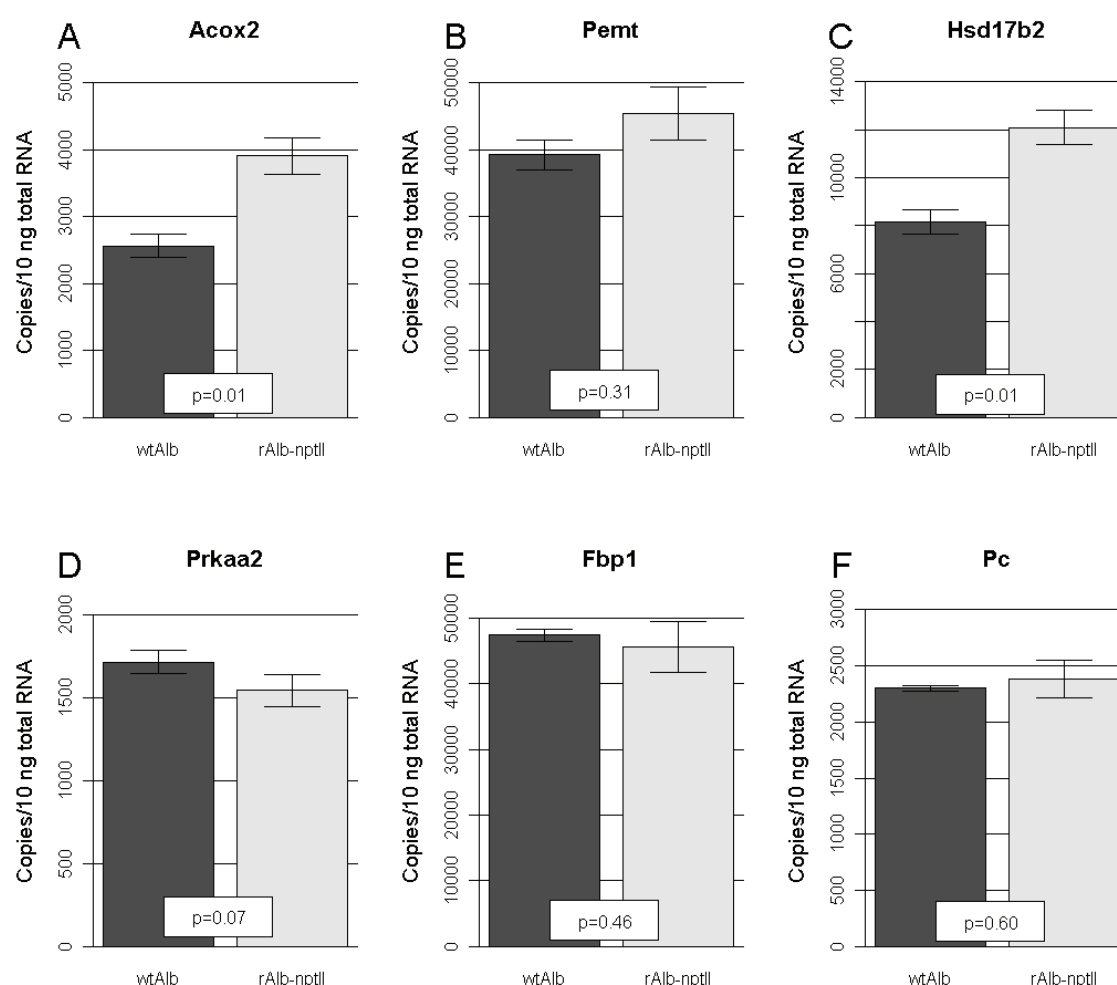 A
Acox2
Copies/10 ng total RNA
5000
4000
3000
2000
1000
0
p=0.01
wtAlb
rAlb-nptII
B
Pemt
Copies/10 ng total RNA
50000
40000
30000
20000
10000
0
p=0.31
wtAlb
rAlb-nptII
C
Hsd17b2
Copies/10 ng total RNA
14000
10000
6000
2000
0
p=0.01
wtAlb
rAlb-nptII
D
Prkaa2
Copies/10 ng total RNA
2000
1500
1000
500
0
p=0.07
wtAlb
rAlb-nptII
E
Fbp1
Copies/10 ng total RNA
50000
40000
30000
20000
10000
0
p=0.46
wtAlb
rAlb-nptII
F
Pc
Copies/10 ng total RNA
3000
2500
2000
1500
1000
500
0
p=0.60
wtAlb
rAlb-nptII